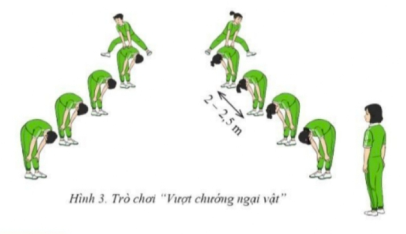 2 – 2,5 m
Hình 3. Trò chơi "Vượt chướng ngại vật"